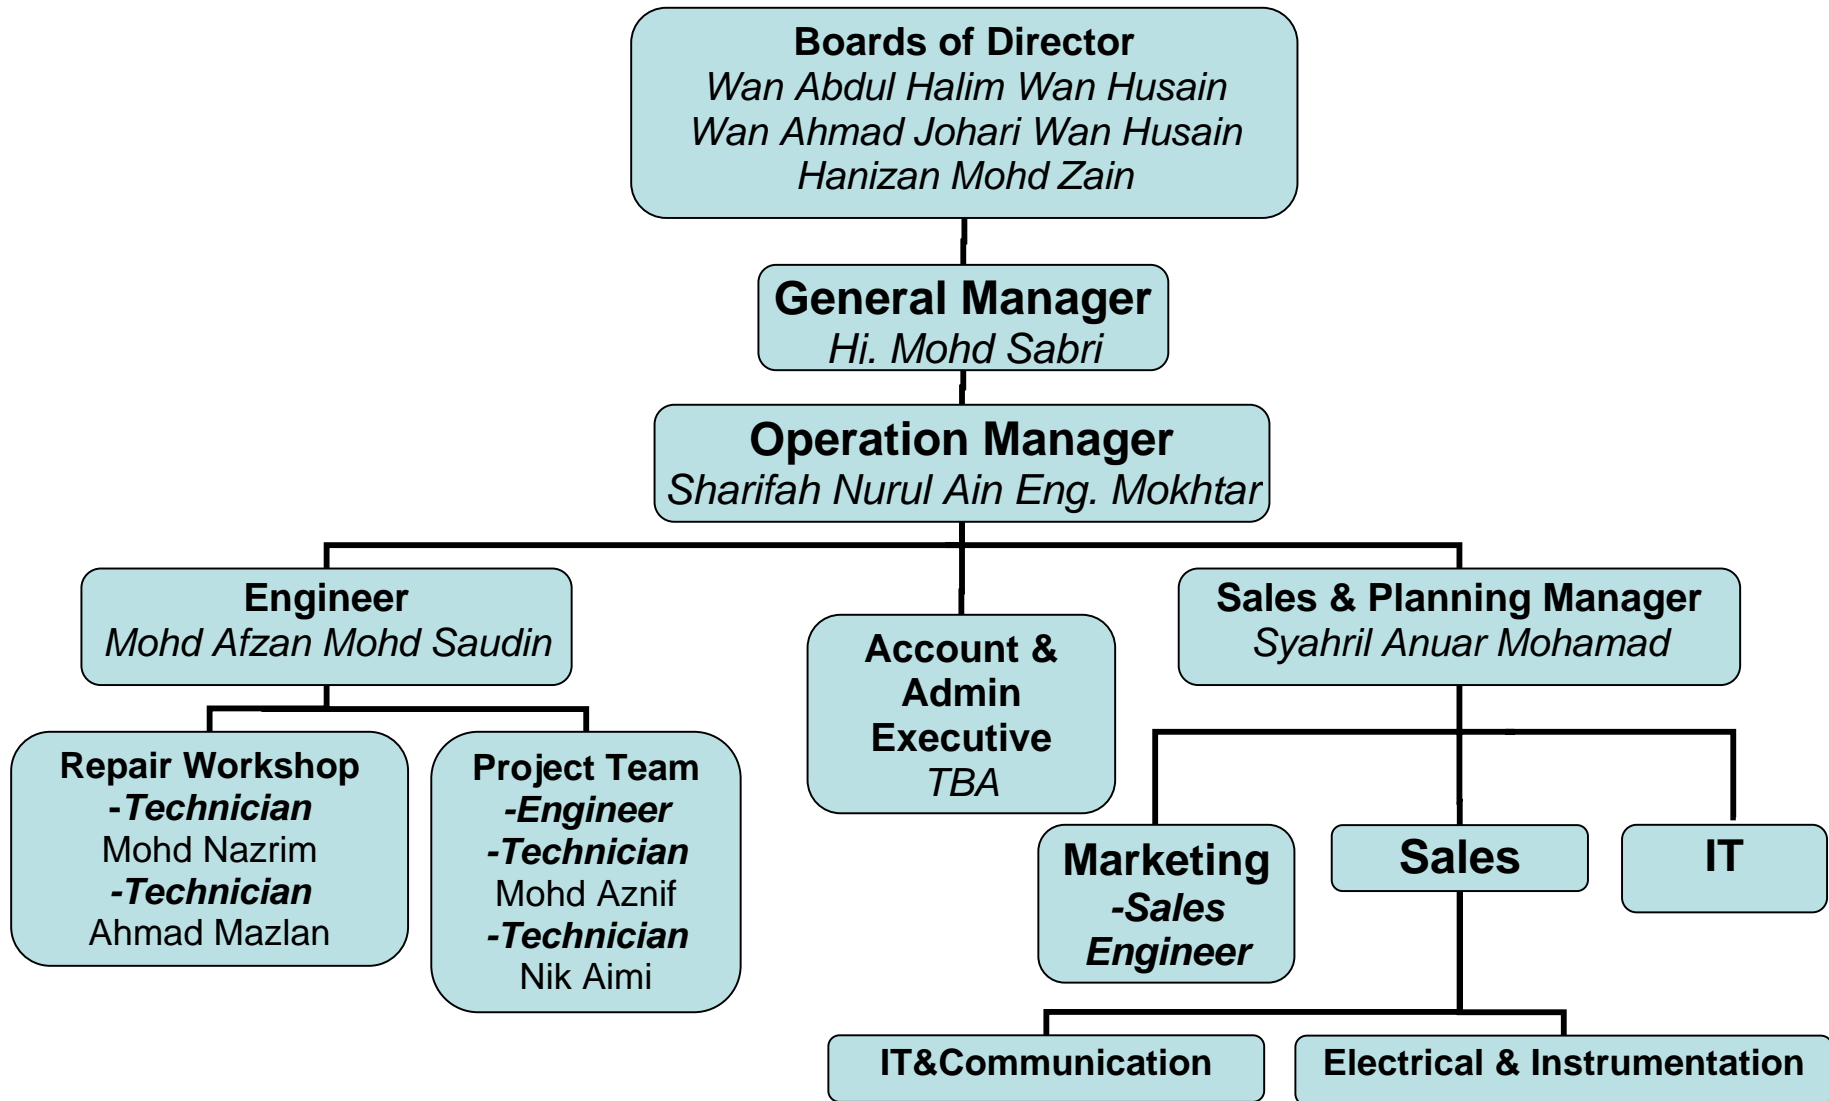 Boards of Director
Wan Abdul Halim Wan Husain
Wan Ahmad Johari Wan Husain
Hanizan Mohd Zain
General Manager
Hi. Mohd Sabri
Operation Manager
Sharifah Nurul Ain Eng. Mokhtar
Engineer
Mohd Afzan Mohd Saudin
Account &
Admin
Executive
TBA
Sales & Planning Manager
Syahril Anuar Mohamad
Repair Workshop
-Technician
Mohd Nazrim
-Technician
Ahmad Mazlan
Project Team
-Engineer
-Technician
Mohd Aznif
-Technician
Nik Aimi
Marketing
-Sales
Engineer
Sales
IT
IT&Communication
Electrical & Instrumentation